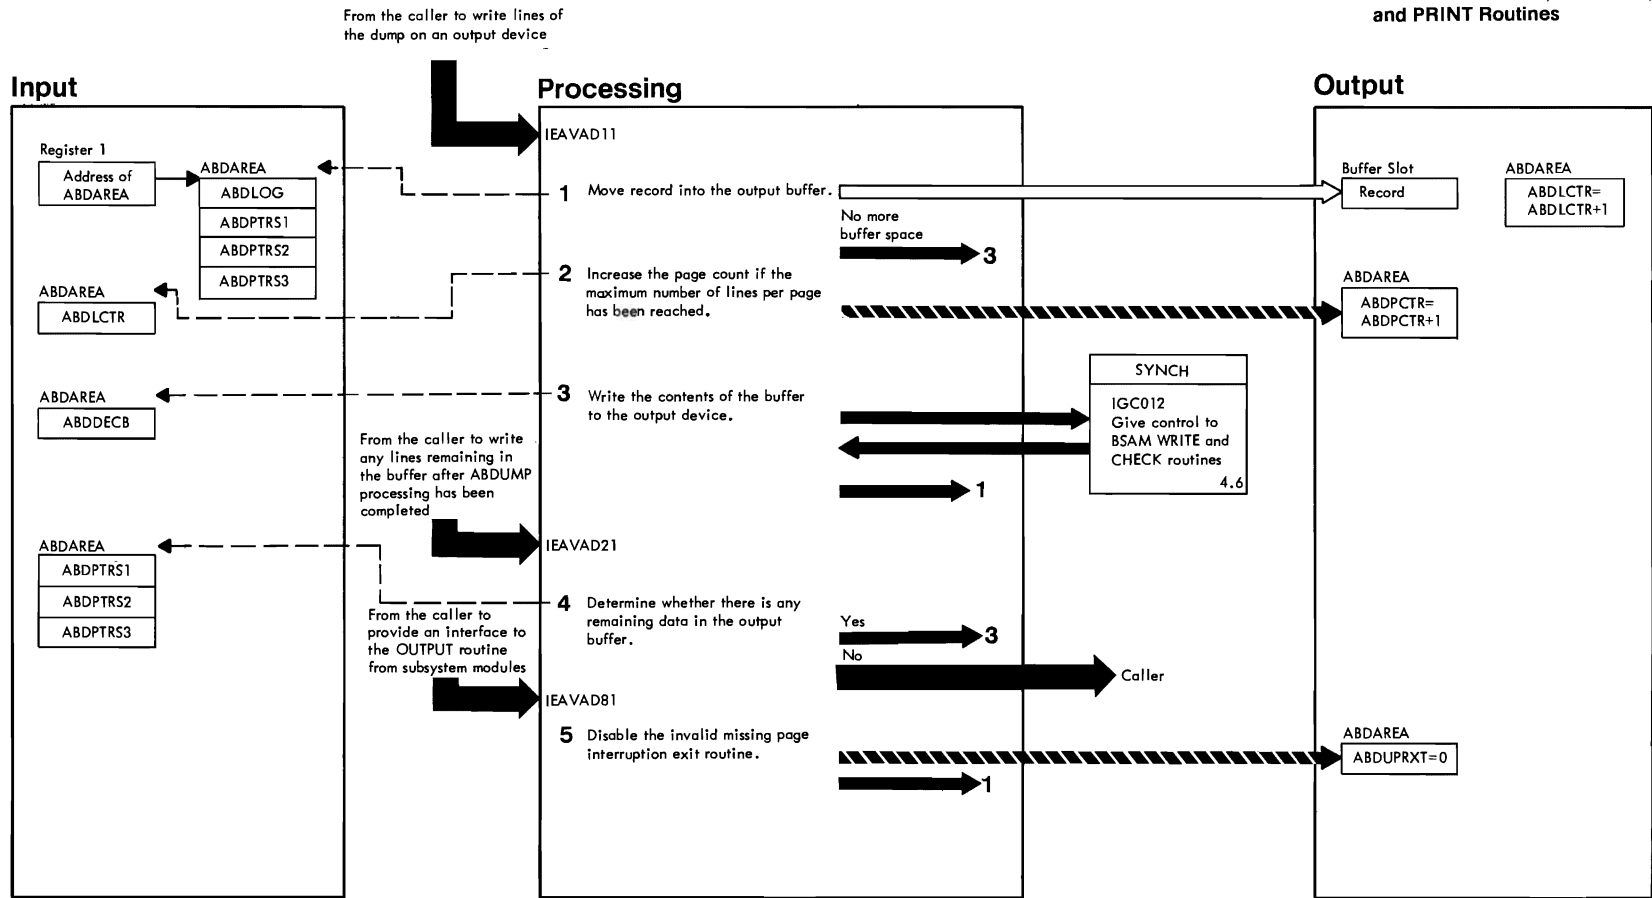 and PRINT Routines
From the caller to write lines of
the dump on an output device
Input
Processing
Output
IEAVAD11
Register 1
Address of
ABDAREA
ABDAREA
ABDLOG
ABDPTRS1
ABDPTRS2
ABDPTRS3
1 Move record into the output buffer.
No more
buffer space
3
Buffer Slot
Record
ABDAREA
ABDLCTR=
ABDLCTR+1
ABDAREA
ABDLCTR
2 Increase the page count if the
maximum number of lines per page
has been reached.
ABDAREA
ABDPCTR=
ABDPCTR+1
ABDAREA
ABDDECB
3 Write the contents of the buffer
to the output device.
SYNCH
IGC012
Give control to
BSAM WRITE and
CHECK routines
4.6
1
From the caller to write
any lines remaining in
the buffer after ABDUMP
processing has been
completed
IEAVAD21
ABDAREA
ABDPTRS1
ABDPTRS2
ABDPTRS3
4 Determine whether there is any
remaining data in the output
buffer.
Yes
3
No
Caller
From the caller to
provide an interface to
the OUTPUT routine
from subsystem modules
IEAVAD81
5 Disable the invalid missing page
interruption exit routine.
1
ABDAREA
ABDUPRXT=0